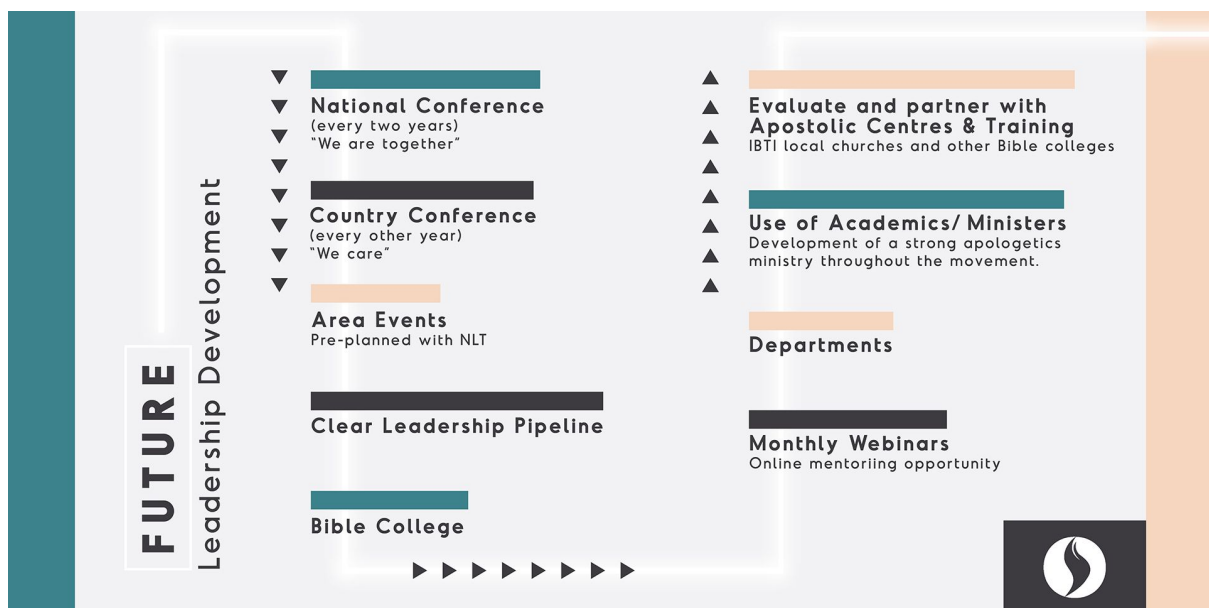 FUTURE
Leadership Development
National Conference
(every two years)
"We are together"
Country Conference
(every other year)
"We care"
Area Events
Pre-planned with NLT
Clear Leadership Pipeline
Bible College
Evaluate and partner with
Apostolic Centres & Training
IBTI local churches and other Bible colleges
Use of Academics/ Ministers
Development of a strong apologetics
ministry throughout the movement.
Departments
Monthly Webinars
Online mentoriing opportunity